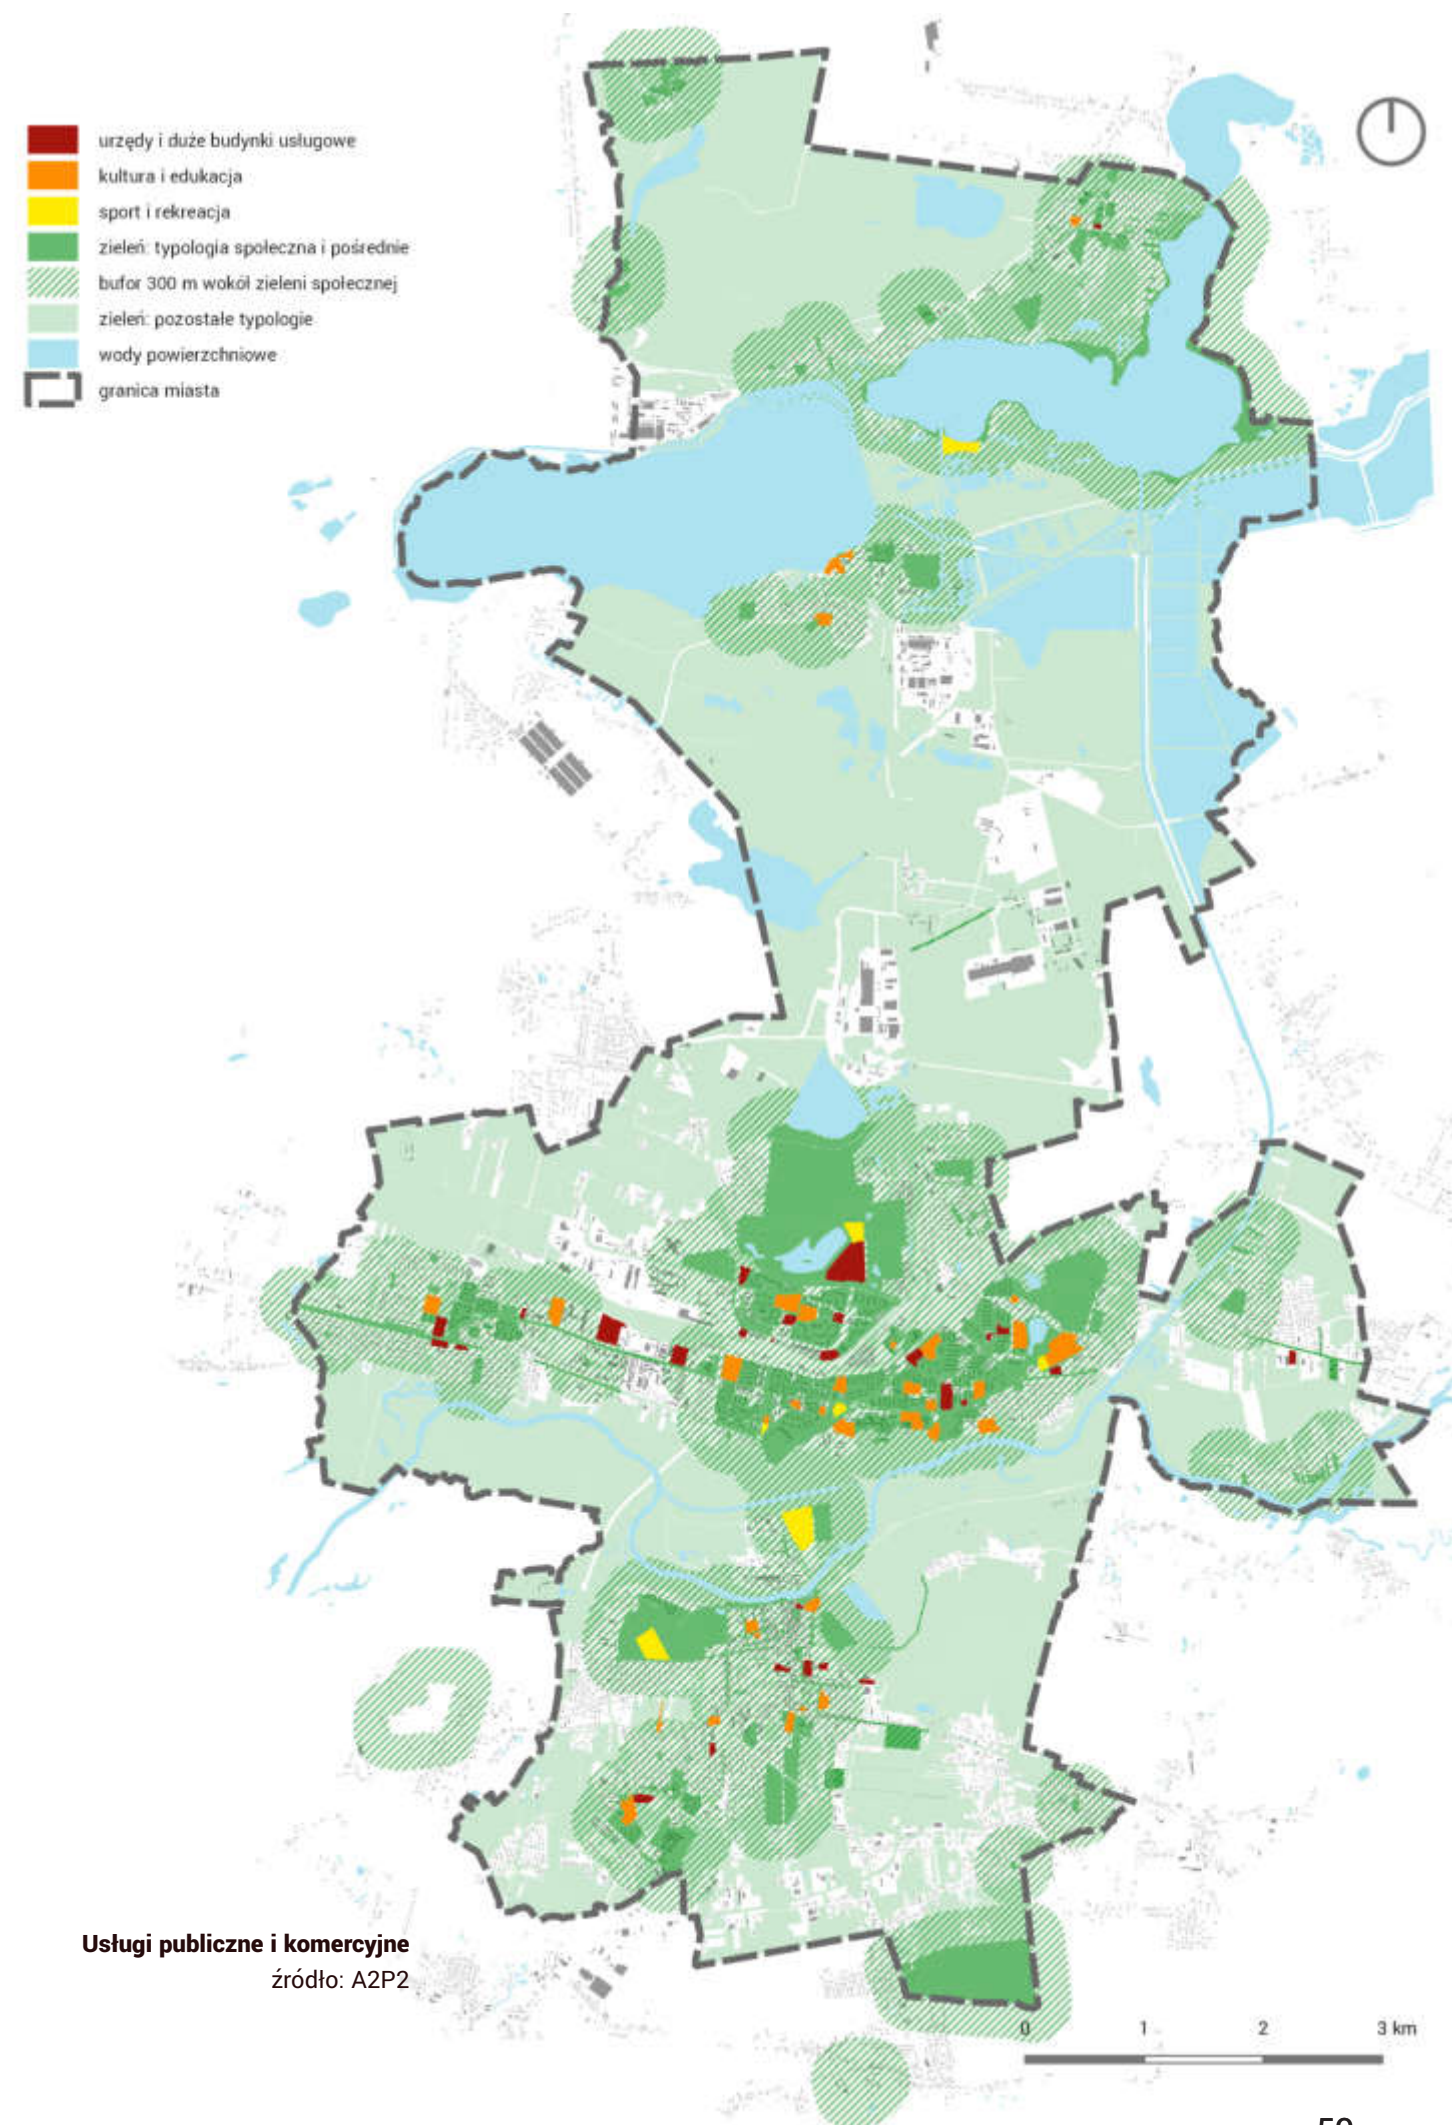 urzędy i duże budynki usługowe
kultura i edukacja
sport i rekreacja
zieleń: typologia społeczna i pośrednie
bufor 300 m wokół zieleni społecznej
zieleń: pozostałe typologie
wody powierzchniowe
granica miasta
Usługi publiczne i komercyjne
źródło: A2P2
0 1 2 3 km